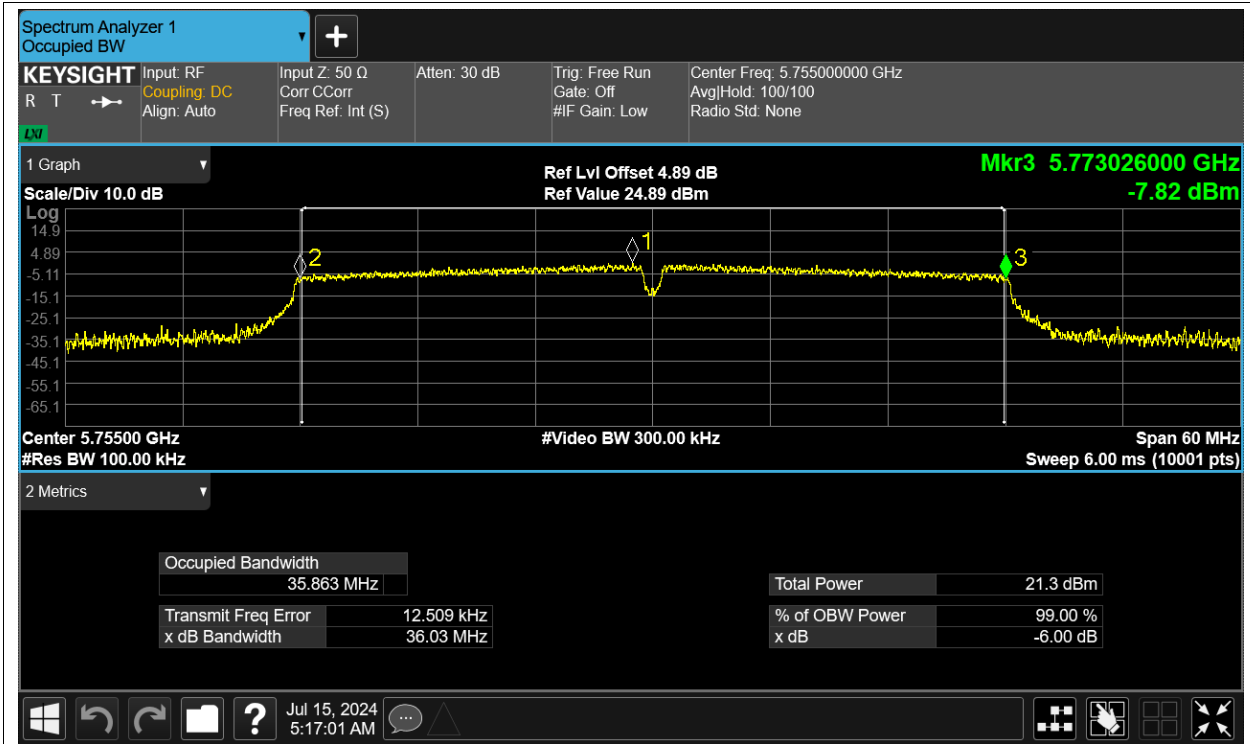 Spectrum Analyzer 1
Occupied BW
KEYSIGHT
R T
LXI
Input: RF
Coupling: DC
Align: Auto
Input Z: 50 Ω
Corr CCorr
Freq Ref: Int (S)
Atten: 30 dB
Trig: Free Run
Gate: Off
#IF Gain: Low
Center Freq: 5.755000000 GHz
Avg|Hold: 100/100
Radio Std: None
1 Graph
Scale/Div 10.0 dB
Ref Lvl Offset 4.89 dB
Ref Value 24.89 dBm
Mkr3 5.773026000 GHz
-7.82 dBm
Log
14.9
4.89
-5.11
-15.1
-25.1
-35.1
-45.1
-55.1
-65.1
2
1
3
Center 5.75500 GHz
#Res BW 100.00 kHz
#Video BW 300.00 kHz
Span 60 MHz
Sweep 6.00 ms (10001 pts)
2 Metrics
Occupied Bandwidth
35.863 MHz
Transmit Freq Error 12.509 kHz
x dB Bandwidth 36.03 MHz
Total Power 21.3 dBm
% of OBW Power 99.00 %
x dB -6.00 dB
?
Jul 15, 2024
5:17:01 AM